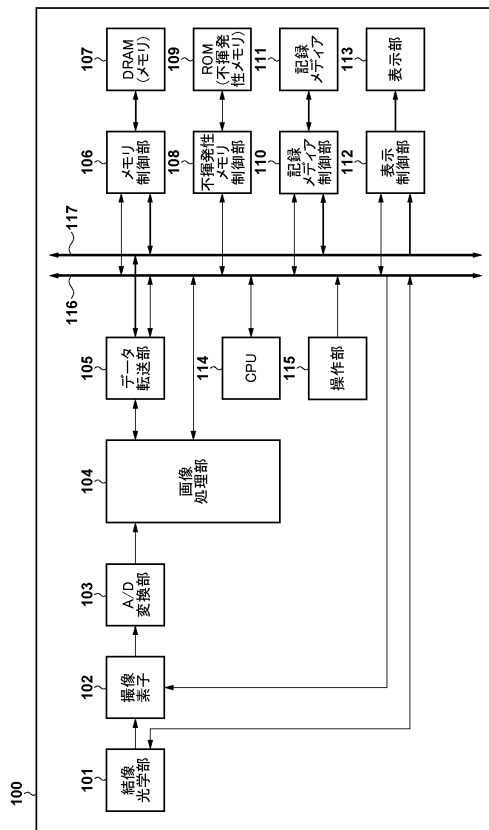 100
101
結像
光学部
102
撮像
素子
103
A/D
変換部
104
画像
処理部
105
データ
転送部
114
CPU
115
操作部
116
117
106
メモリ
制御部
107
DRAM
(メモリ)
108
不揮発性
メモリ
制御部
109
ROM
(不揮発
性メモリ)
110
記録
メディア
制御部
111
記録
メディア
112
表示
制御部
113
表示部